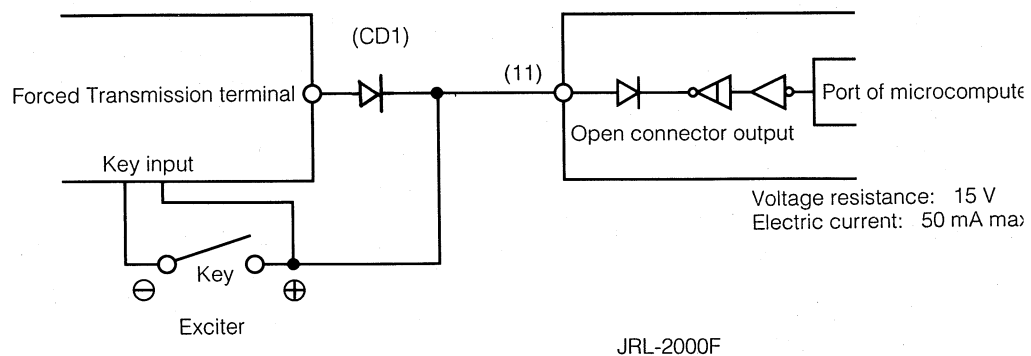 (CD1)
(11)
Forced Transmission terminal
Port of microcompute
Open connector output
Key input
Voltage resistance: 15 V
Electric current: 50 mA max
Key
⊖ ⊕
Exciter
JRL-2000F